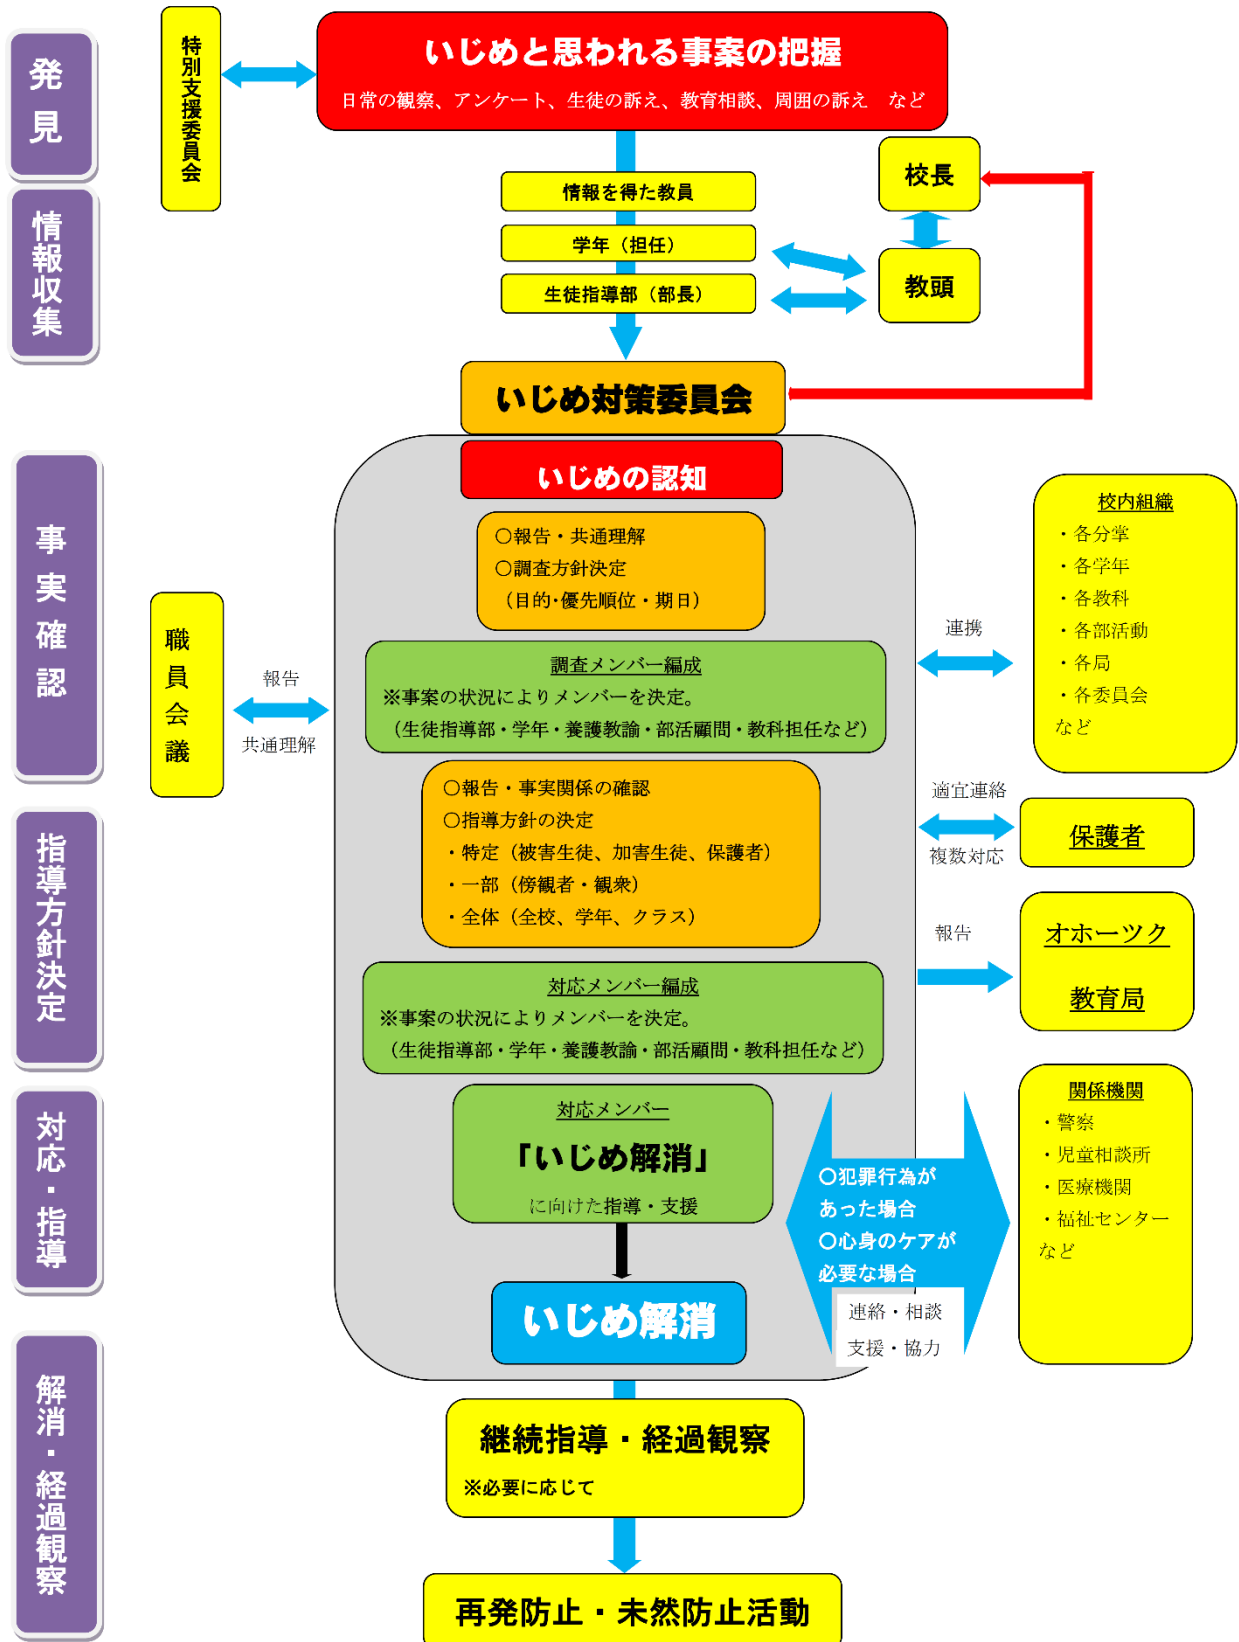 発見
特別支援委員会
いじめと思われる事案の把握
日常の観察、アンケート、生徒の訴え、教育相談、周囲の訴え　など
情報収集
情報を得た教員
学年（担任）
生徒指導部（部長）
校長
教頭
いじめ対策委員会
事実確認
いじめの認知
○報告・共通理解
○調査方針決定
（目的・優先順位・期日）
職員会議
報告
共通理解
調査メンバー編成
※事案の状況によりメンバーを決定。
（生徒指導部・学年・養護教諭・部活顧問・教科担任など）
連携
校内組織
・各分掌
・各学年
・各教科
・各部活動
・各局
・各委員会
など
指導方針決定
○報告・事実関係の確認
○指導方針の決定
・特定（被害生徒、加害生徒、保護者）
・一部（傍観者・観衆）
・全体（全校、学年、クラス）
適宜連絡
複数対応
保護者
報告
オホーツク
教育局
対応メンバー編成
※事案の状況によりメンバーを決定。
（生徒指導部・学年・養護教諭・部活顧問・教科担任など）
対応・指導
対応メンバー
「いじめ解消」
に向けた指導・支援
○犯罪行為が
あった場合
○心身のケアが
必要な場合
連絡・相談
支援・協力
関係機関
・警察
・児童相談所
・医療機関
・福祉センター
など
いじめ解消
解消・経過観察
継続指導・経過観察
※必要に応じて
再発防止・未然防止活動